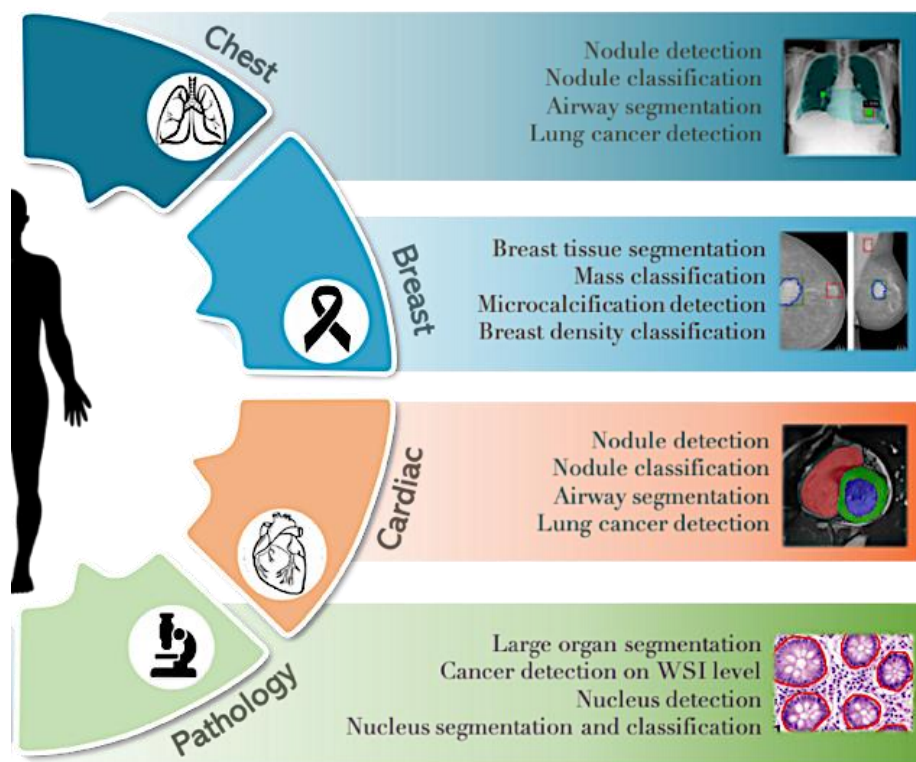 Chest
Nodule detection
Nodule classification
Airway segmentation
Lung cancer detection
Breast
Breast tissue segmentation
Mass classification
Microcalcification detection
Breast density classification
Cardiac
Nodule detection
Nodule classification
Airway segmentation
Lung cancer detection
Pathology
Large organ segmentation
Cancer detection on WSI level
Nucleus detection
Nucleus segmentation and classification